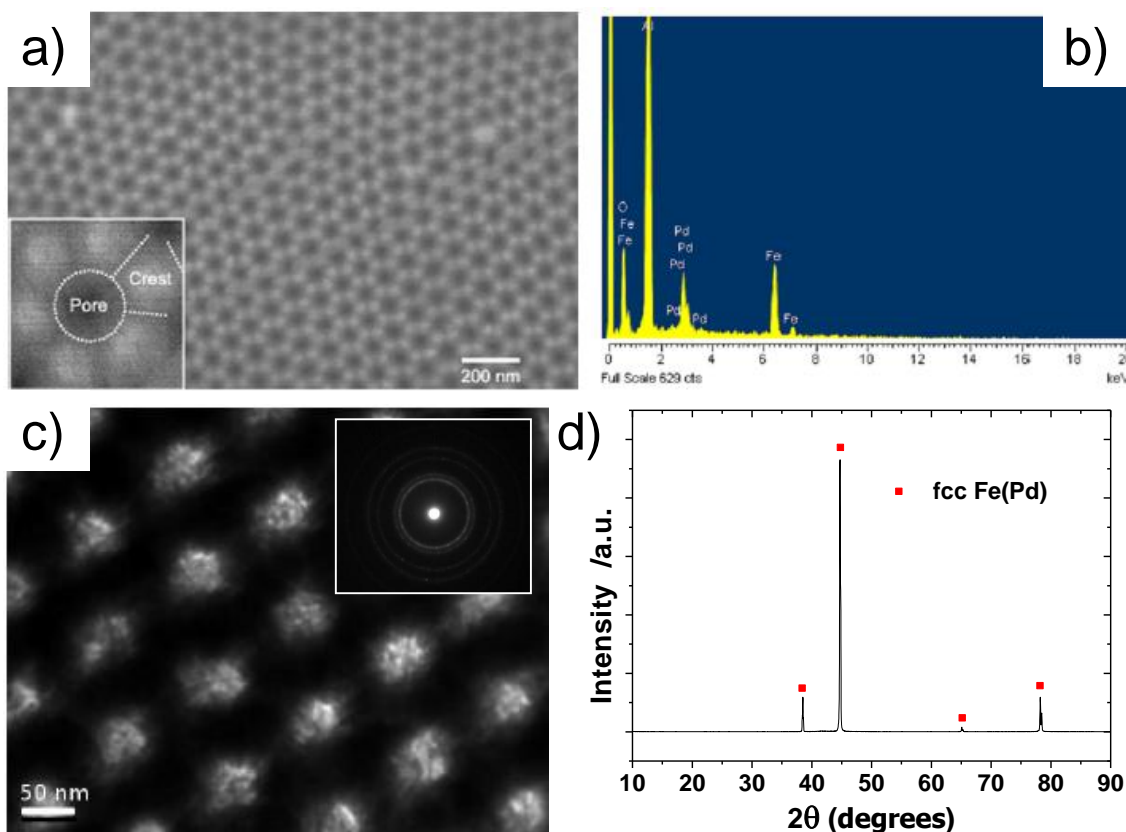 a)
Pore
Crest
200 nm
b)
Al
O
Fe
Fe
Pd
Pd
Pd
Pd
Pd
Fe
Fe
0 2 4 6 8 10 12 14 16 18 20
Full Scale 629 cts
keV
c)
50 nm
d)
fcc Fe(Pd)
Intensity /a.u.
10 20 30 40 50 60 70 80 90
2θ (degrees)